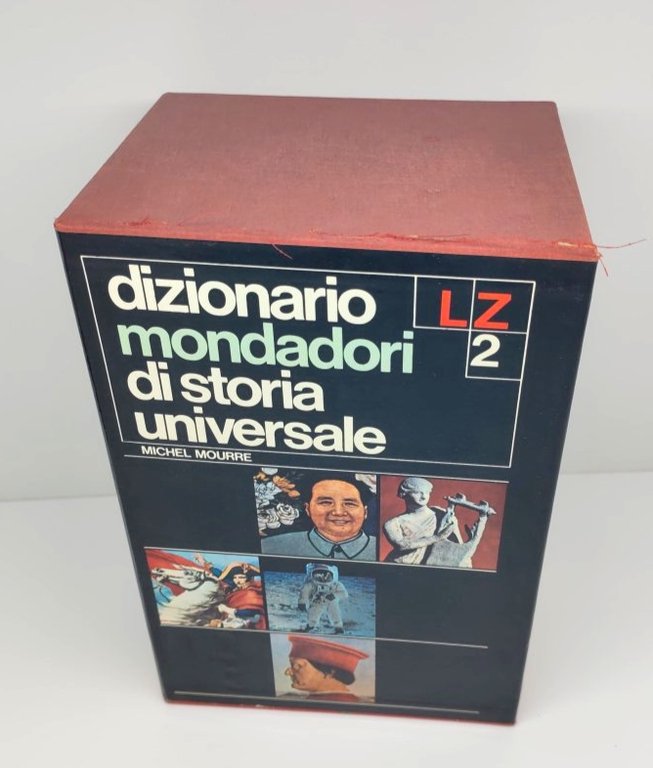 dizionario
mondadori
di storia
universale
MICHEL MOURRE
LZ
2